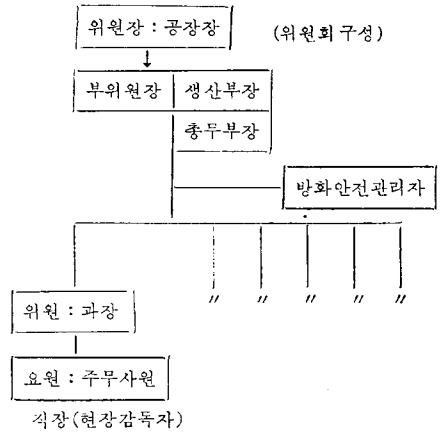 위원장 : 공장장
(위원회 구성)
부위원장 생산부장
총무부장
방화안전관리자
〃 〃 〃 〃 〃
위원 : 과장
요원 : 주무사원
직장(현장감독자)